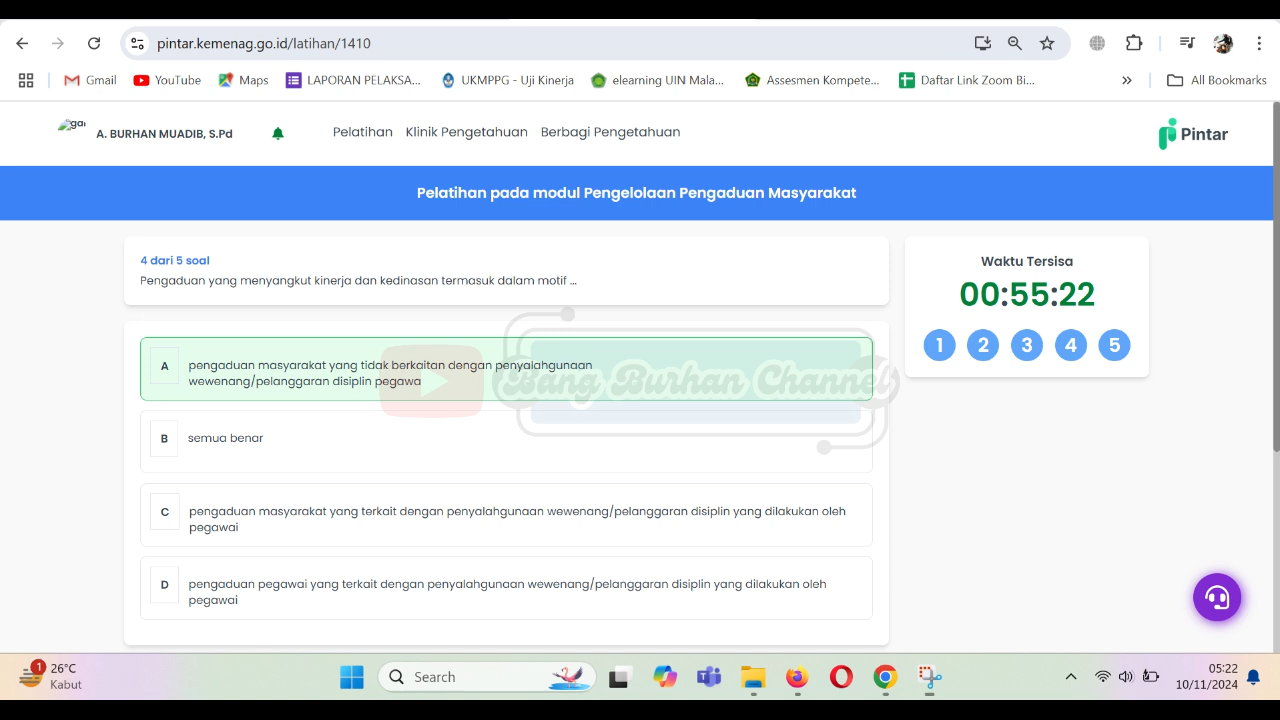 pintar.kemenag.go.id/latihan/1410
Gmail
YouTube
Maps
LAPORAN PELAKSA...
UKMPPG - Uji Kinerja
elearning UIN Mala...
Assesmen Kompete...
Daftar Link Zoom Bi...
»
All Bookmarks
A. BURHAN MUADIB, S.Pd
Pelatihan
Klinik Pengetahuan
Berbagi Pengetahuan
Pintar
Pelatihan pada modul Pengelolaan Pengaduan Masyarakat
4 dari 5 soal
Pengaduan yang menyangkut kinerja dan kedinasan termasuk dalam motif ...
Waktu Tersisa
00:55:22
1 2 3 4 5
A
pengaduan masyarakat yang tidak berkaitan dengan penyalahgunaan
wewenang/pelanggaran disiplin pegawa
Bang Burhan Channel
B
semua benar
C
pengaduan masyarakat yang terkait dengan penyalahgunaan wewenang/pelanggaran disiplin yang dilakukan oleh
pegawai
D
pengaduan pegawai yang terkait dengan penyalahgunaan wewenang/pelanggaran disiplin yang dilakukan oleh
pegawai
1
26°C
Kabut
Search
05:22
10/11/2024